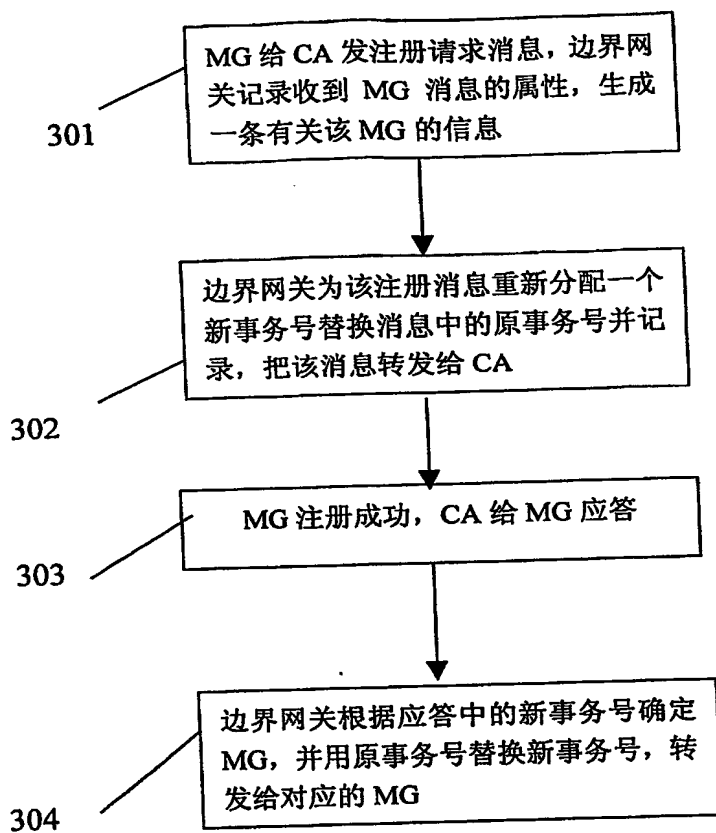 MG 给 CA 发注册请求消息，边界网
关记录收到 MG 消息的属性，生成
一条有关该 MG 的信息
301
边界网关为该注册消息重新分配一个
新事务号替换消息中的原事务号并记
录，把该消息转发给 CA
302
MG 注册成功，CA 给 MG 应答
303
边界网关根据应答中的新事务号确定
MG，并用原事务号替换新事务号，转
发给对应的 MG
304